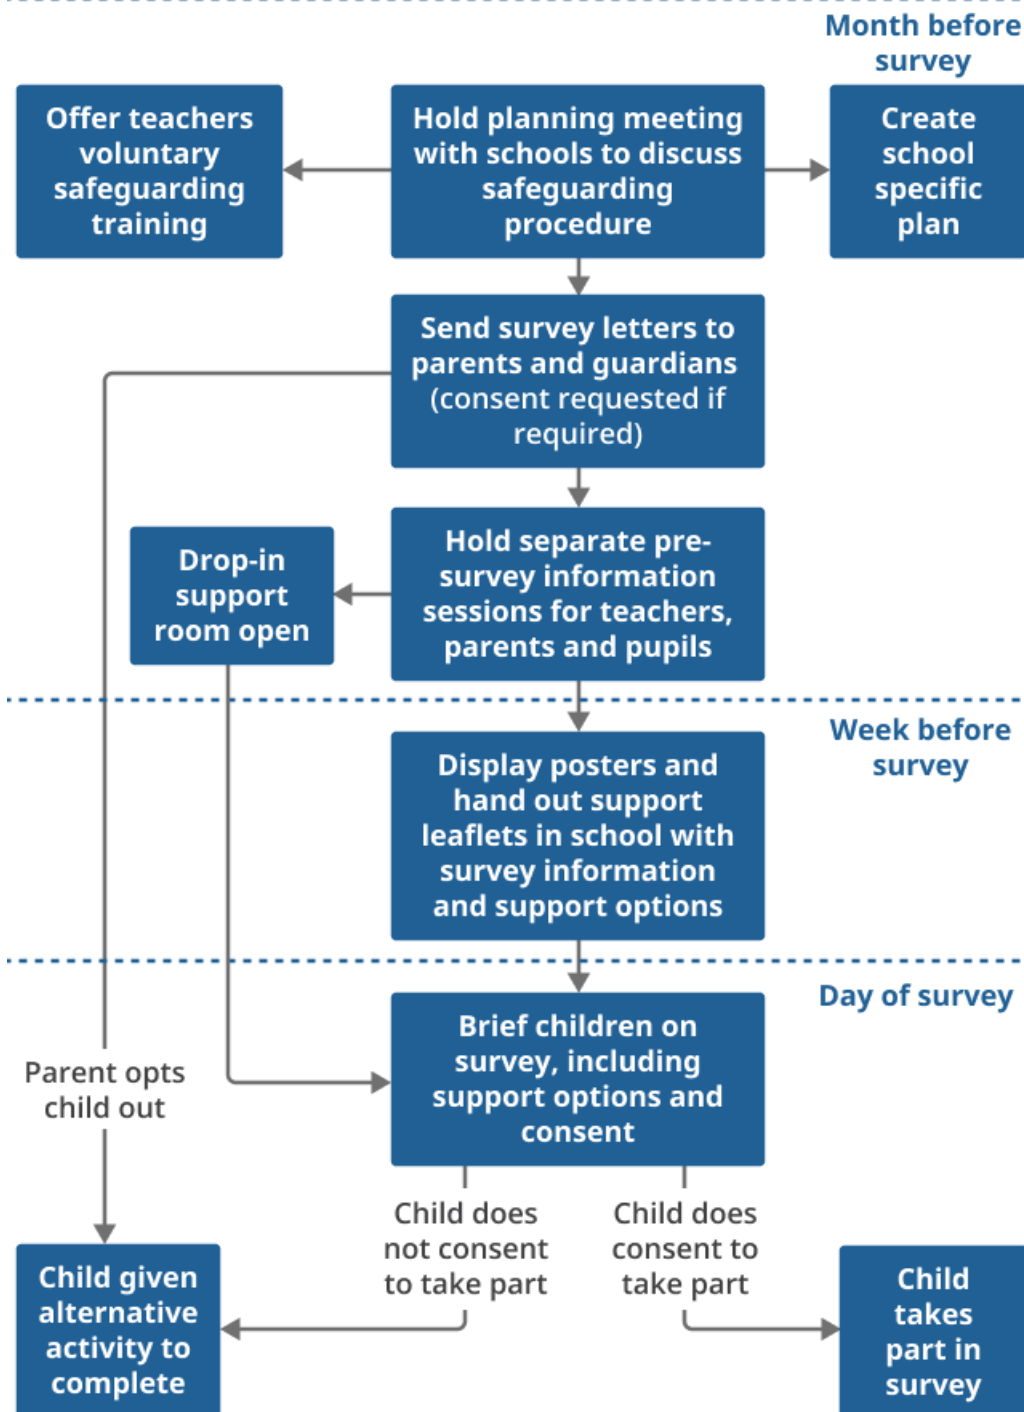 Month before
survey
Offer teachers
voluntary
safeguarding
training
Hold planning meeting
with schools to discuss
safeguarding
procedure
Create
school
specific
plan
Send survey letters to
parents and guardians
(consent requested if
required)
Drop-in
support
room open
Hold separate pre-
survey information
sessions for teachers,
parents and pupils
Week before
survey
Display posters and
hand out support
leaflets in school with
survey information
and support options
Day of survey
Brief children on
survey, including
support options and
consent
Parent opts
child out
Child does
not consent
to take part
Child does
consent to
take part
Child given
alternative
activity to
complete
Child
takes
part in
survey